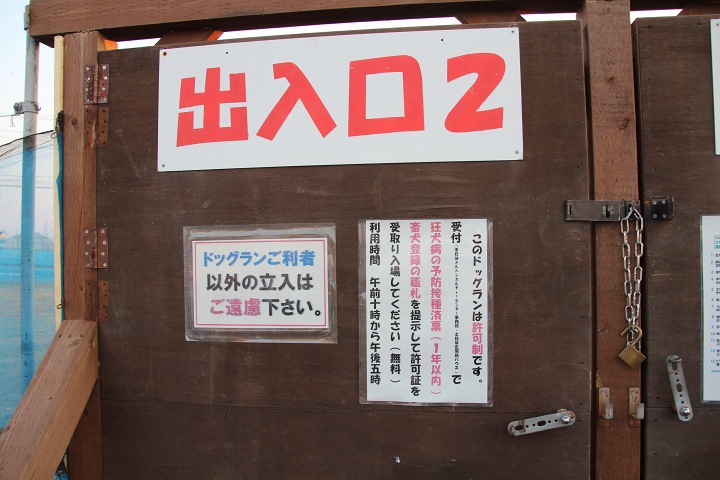 出入口2
ドッグランご利者
以外の立入は
ご遠慮下さい。
このドッグランは許可制です。
受付
で
狂犬病の予防接種済票(1年以内)
畜犬登録の鑑札を提示して許可証を
受取り入場してください(無料)
利用時間 午前十時から午後五時